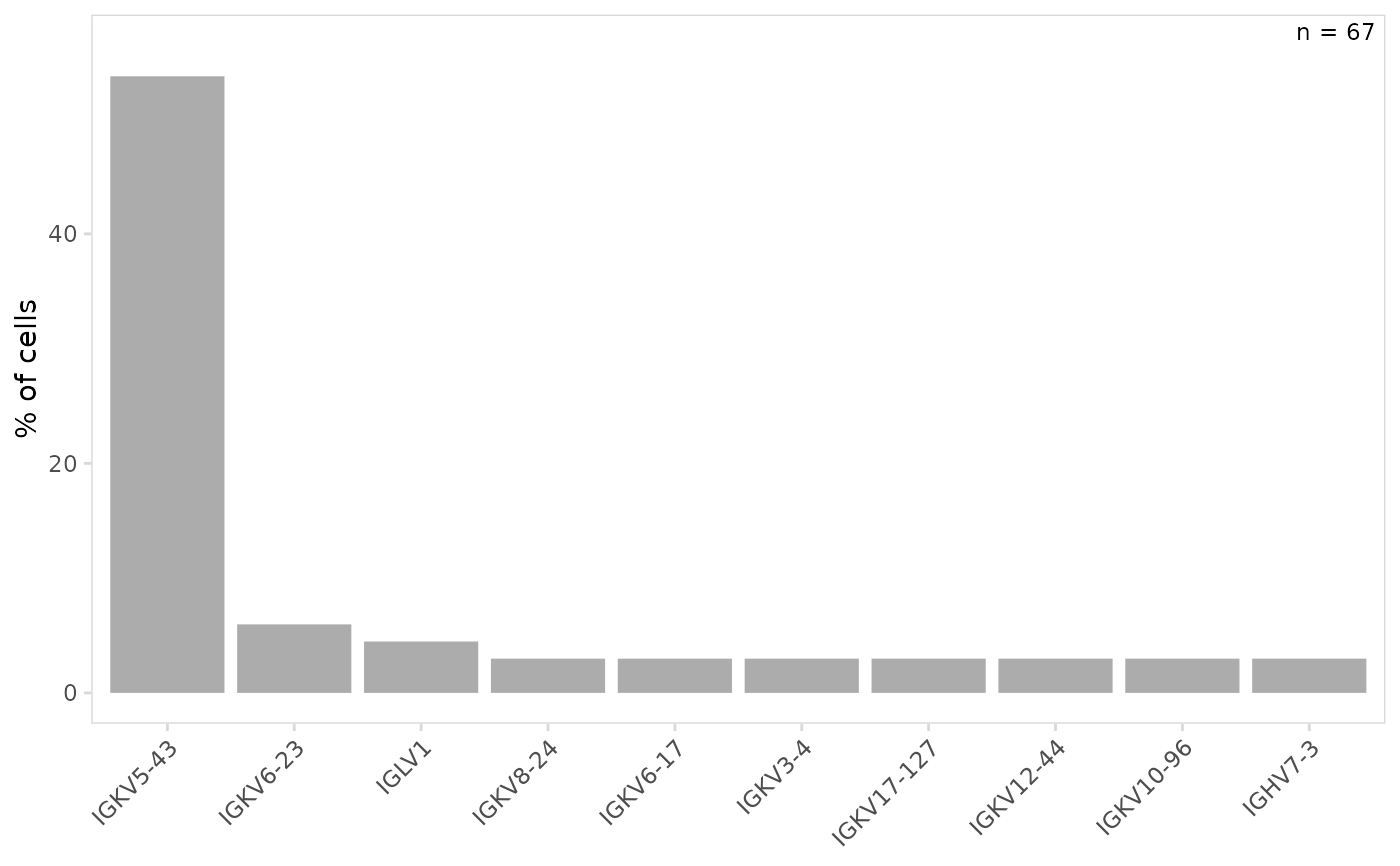 n = 67
% of cells
40
20
0
IGKV5-43
IGKV6-23
IGLV1
IGKV8-24
IGKV6-17
IGKV3-4
IGKV17-127
IGKV12-44
IGKV10-96
IGHV7-3